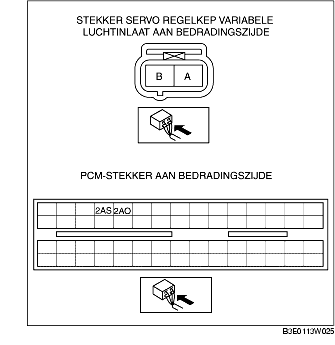 STEKKER SERVO REGELKEP VARIABELE
LUCHTINLAAT AAN BEDRADINGSZIJDE
B A
PCM-STEKKER AAN BEDRADINGSZIJDE
2AS 2AO
B3E0113W025